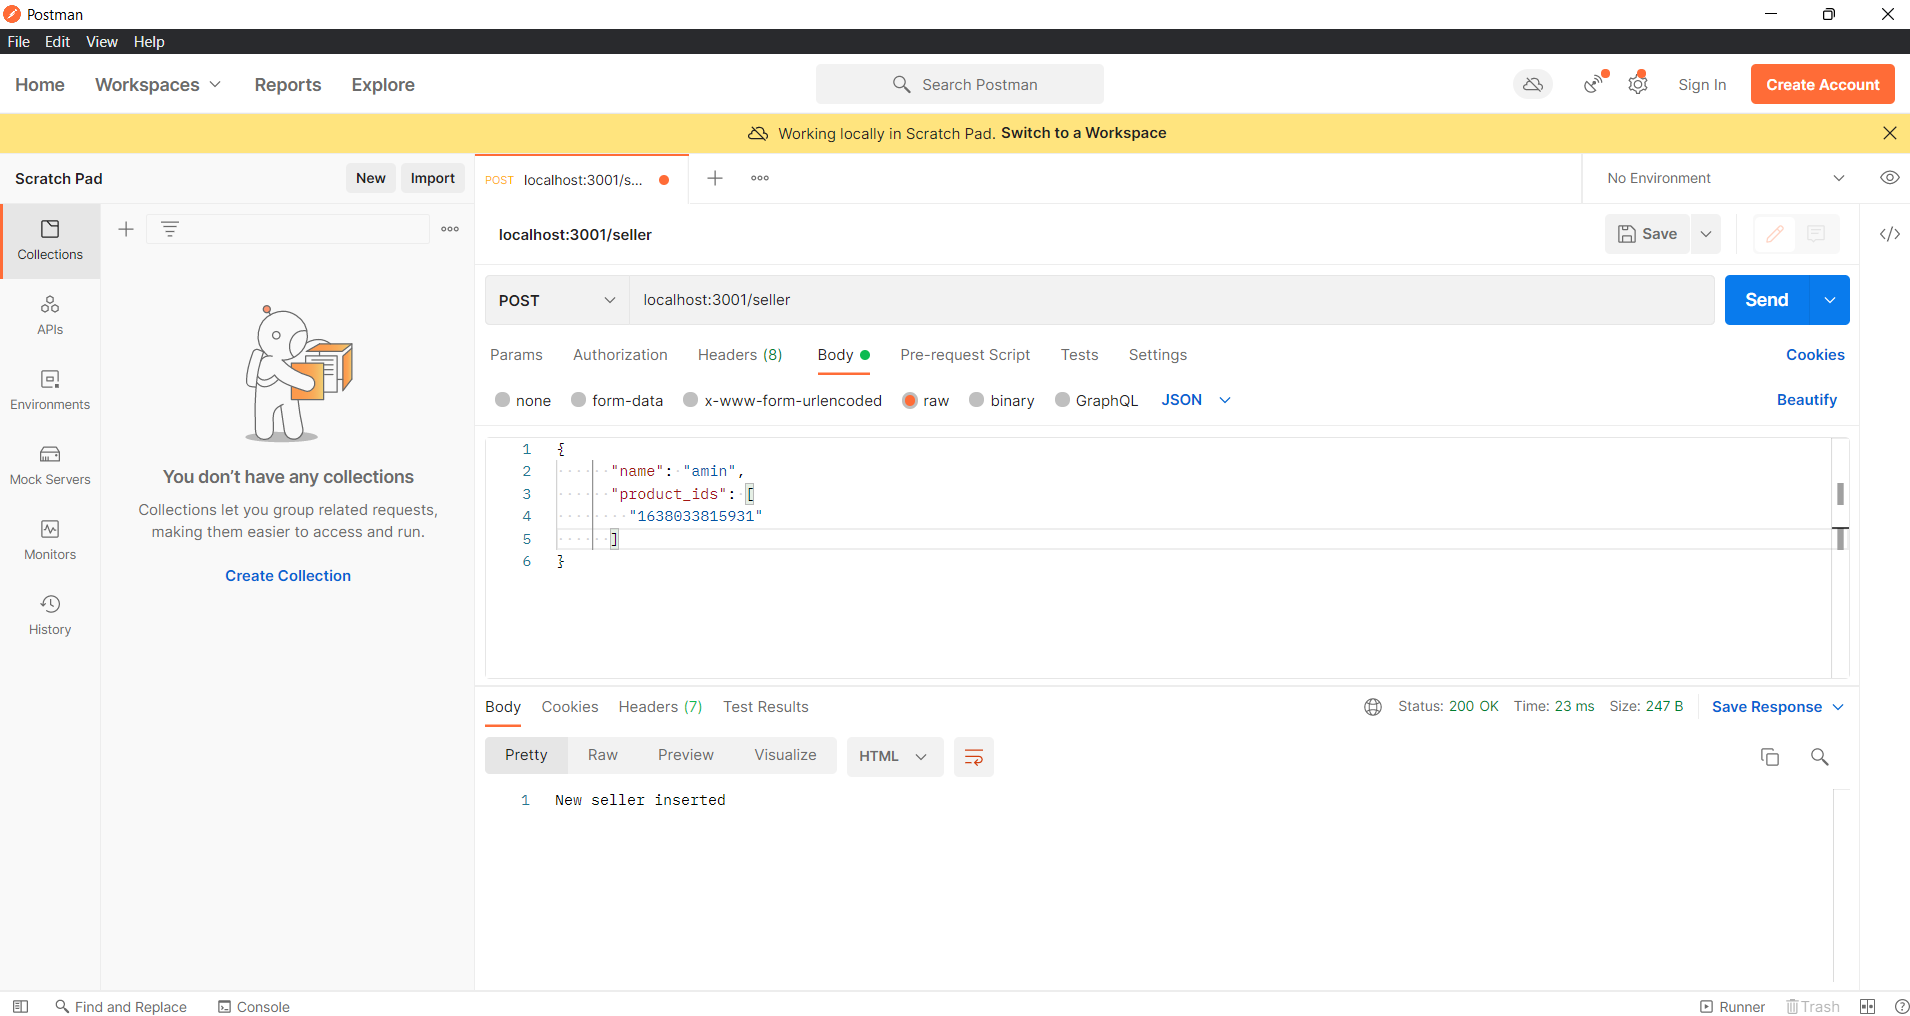 Postman
File Edit View Help
Home Workspaces Reports Explore Search Postman Sign In Create Account
Working locally in Scratch Pad. Switch to a Workspace
Scratch Pad New Import POST localhost:3001/s... No Environment
Collections
APIs
Environments
Mock Servers
Monitors
History
You don't have any collections
Collections let you group related requests,
making them easier to access and run.
Create Collection
localhost:3001/seller Save
POST localhost:3001/seller Send
Params Authorization Headers (8) Body Pre-request Script Tests Settings Cookies
none form-data x-www-form-urlencoded raw binary GraphQL JSON Beautify
1 {
2 "name": "amin",
3 "product_ids": [
4 "1638033815931"
5 ]
6 }
Body Cookies Headers (7) Test Results Status: 200 OK Time: 23 ms Size: 247 B Save Response
Pretty Raw Preview Visualize HTML
1 New seller inserted
Find and Replace Console Runner Trash